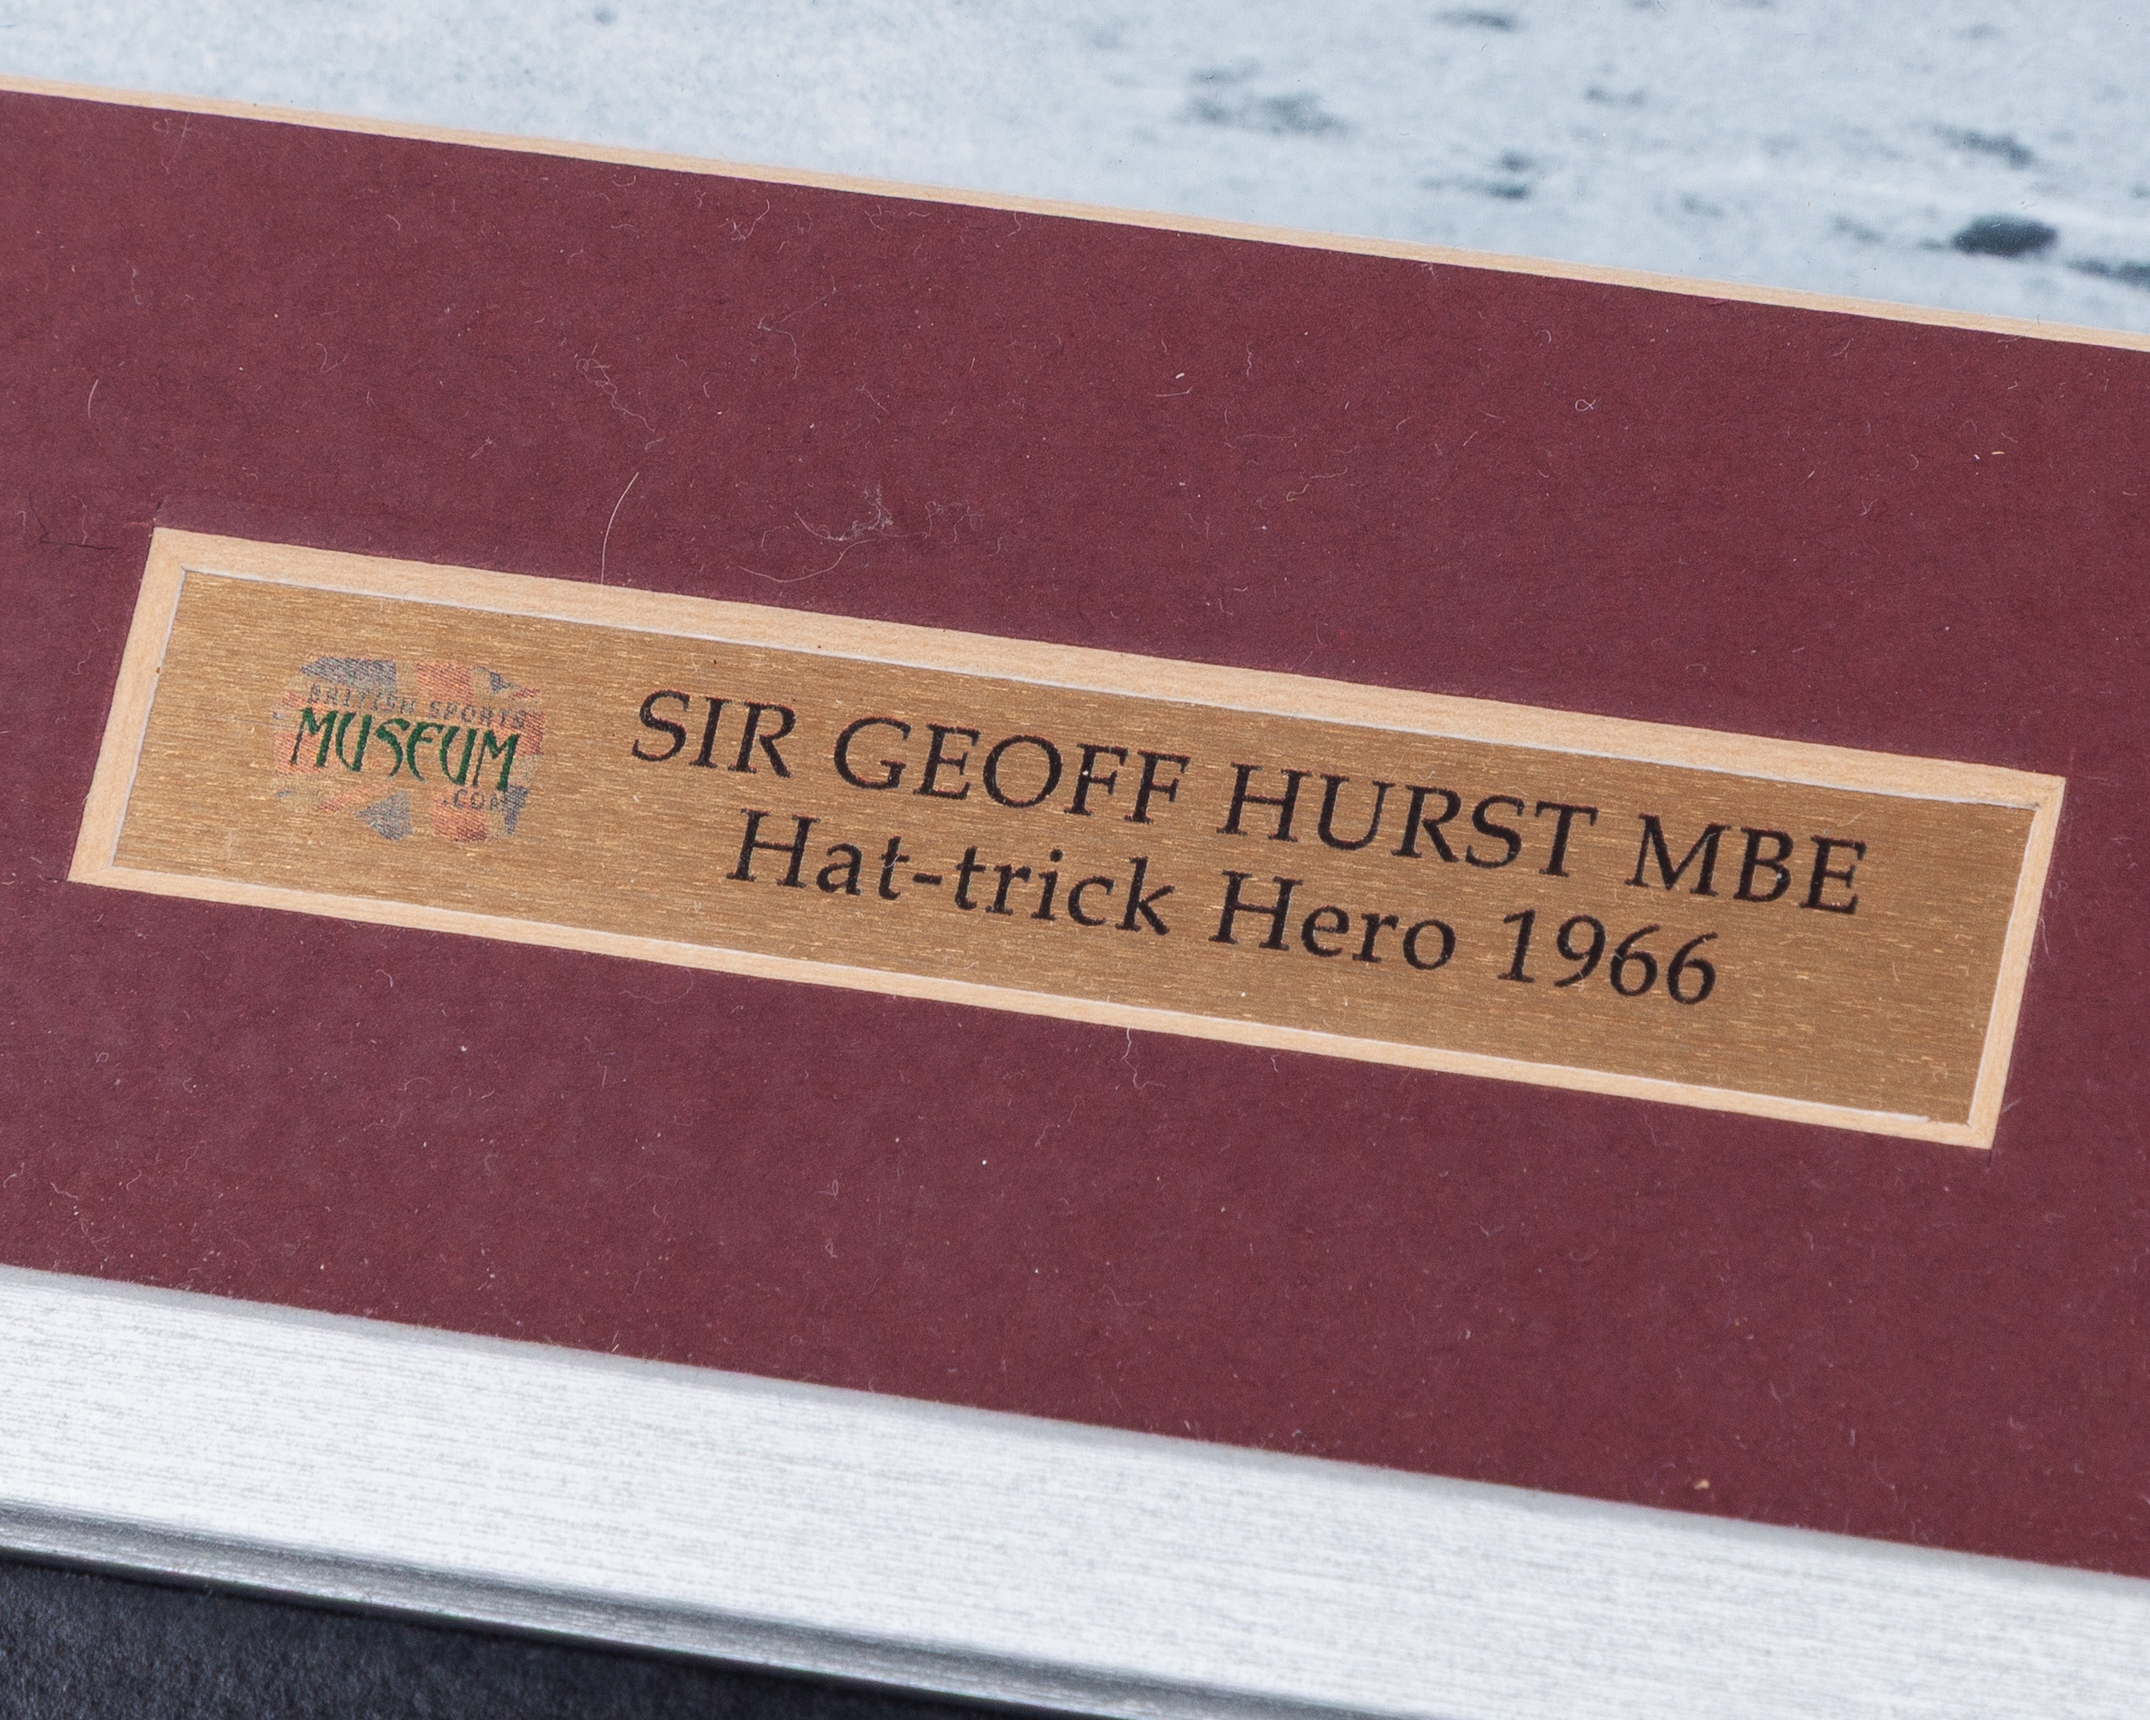 BRITISH SPORTS
MUSEUM
.COM
SIR GEOFF HURST MBE
Hat-trick Hero 1966